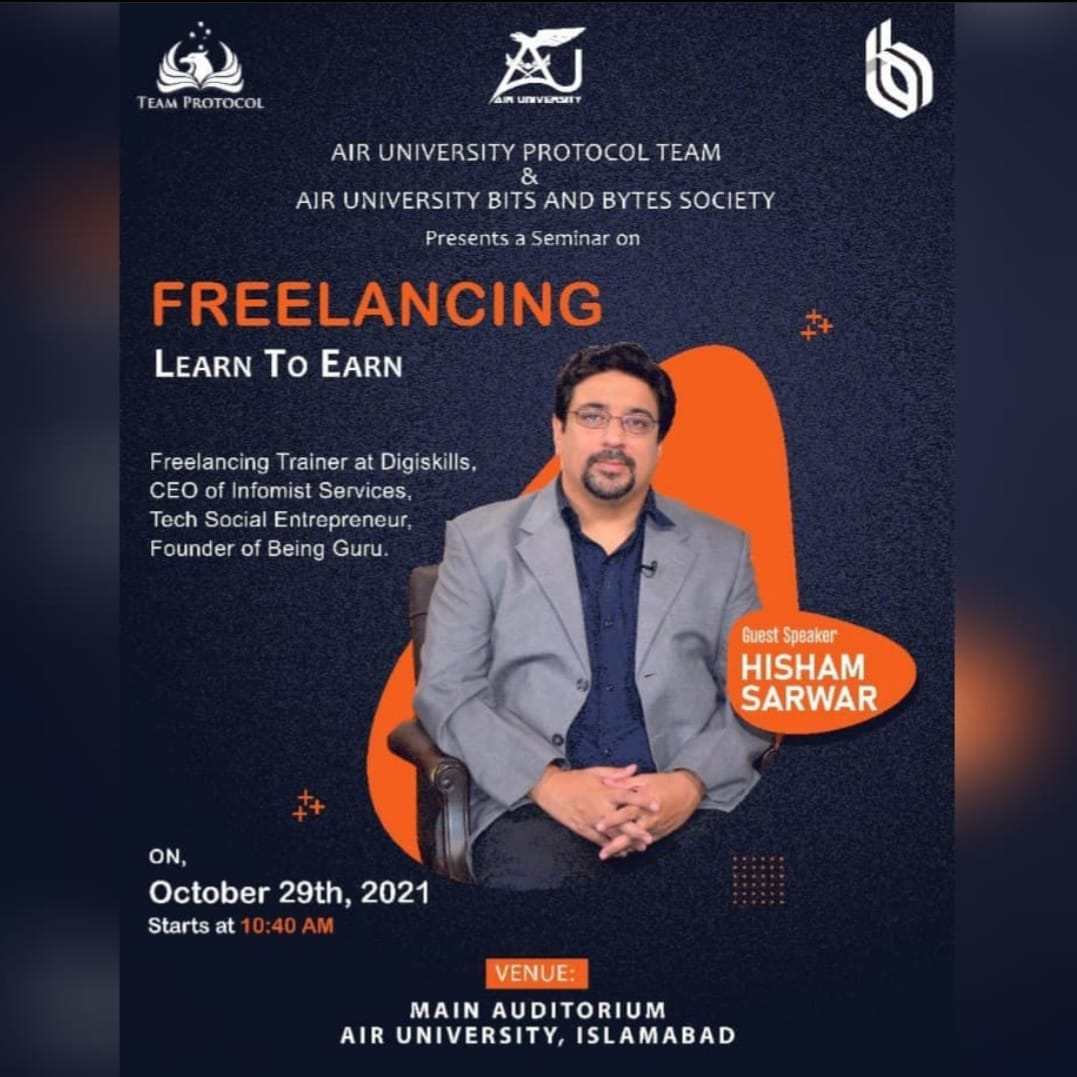 TEAM PROTOCOL
AIR UNIVERSITY
AIR UNIVERSITY PROTOCOL TEAM
&
AIR UNIVERSITY BITS AND BYTES SOCIETY
Presents a Seminar on
FREELANCING
LEARN TO EARN
Freelancing Trainer at Digiskills,
CEO of Infomist Services,
Tech Social Entrepreneur,
Founder of Being Guru.
Guest Speaker
HISHAM
SARWAR
ON,
October 29th, 2021
Starts at 10:40 AM
VENUE:
MAIN AUDITORIUM
AIR UNIVERSITY, ISLAMABAD